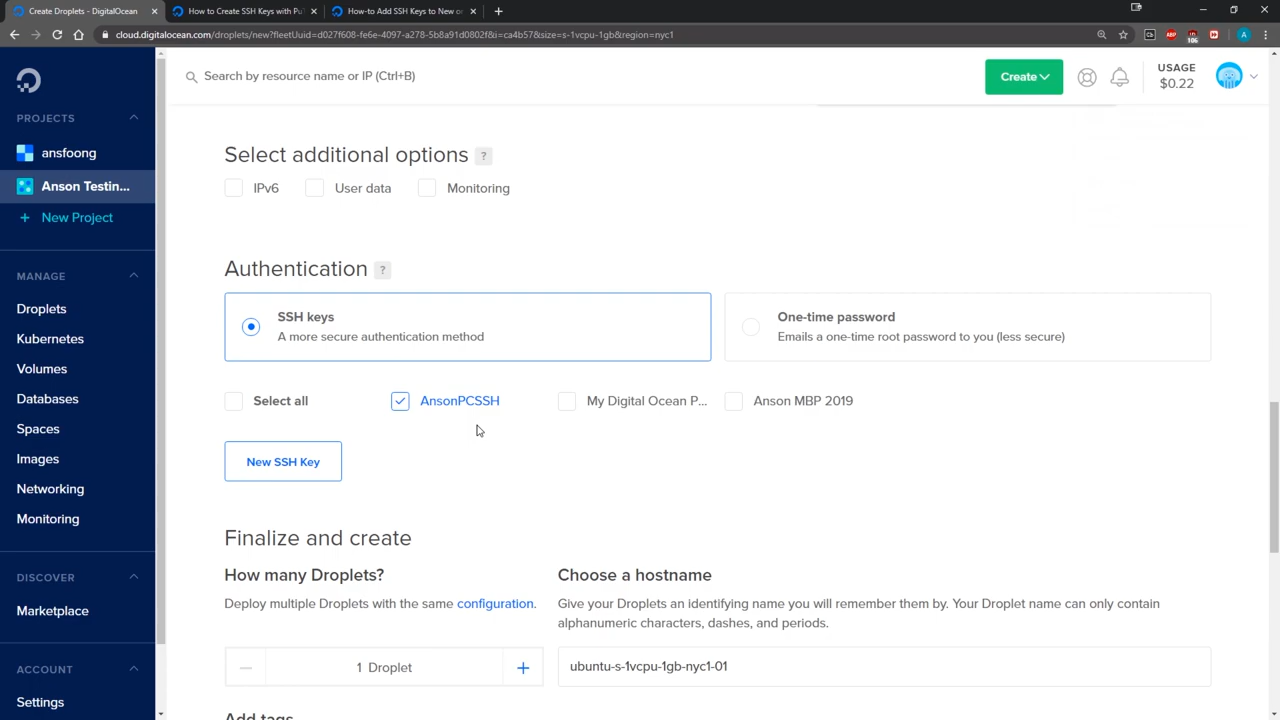 Create Droplets - DigitalOcean
How to Create SSH Keys with Pu
How-to Add SSH Keys to New or
cloud.digitalocean.com/droplets/new?fleetUuid=d027f608-fe6e-4097-a278-5b8a91d0802f&i=ca4b57&size=s-1vcpu-1gb&region=nyc1
Search by resource name or IP (Ctrl+B)
Create
USAGE
$0.22
PROJECTS
ansfoong
Anson Testin...
+ New Project
MANAGE
Droplets
Kubernetes
Volumes
Databases
Spaces
Images
Networking
Monitoring
DISCOVER
Marketplace
ACCOUNT
Settings
Select additional options ?
IPv6
User data
Monitoring
Authentication ?
SSH keys
A more secure authentication method
One-time password
Emails a one-time root password to you (less secure)
Select all
AnsonPCSSH
My Digital Ocean P...
Anson MBP 2019
New SSH Key
Finalize and create
How many Droplets?
Deploy multiple Droplets with the same configuration.
1 Droplet
Choose a hostname
Give your Droplets an identifying name you will remember them by. Your Droplet name can only contain
alphanumeric characters, dashes, and periods.
ubuntu-s-1vcpu-1gb-nyc1-01